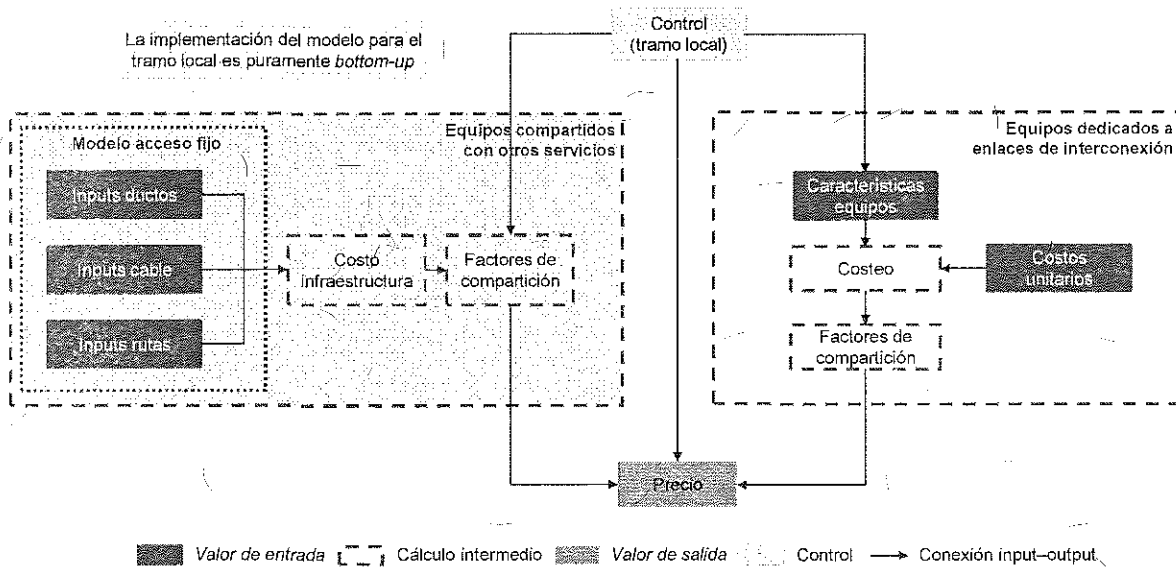 La implementación del modelo para el
tramo local es puramente bottom-up
Control
(tramo local)
Equipos compartidos
con otros servicios
Modelo acceso fijo
Inputs ductos
Inputs cable
Inputs rutas
Costo
infraestructura
Factores de
compartición
Equipos dedicados a
enlaces de interconexión
Características
equipos
Costeo
Costos
unitarios
Factores de
compartición
Precio
Valor de entrada
Cálculo intermedio
Valor de salida
Control
Conexión input–output